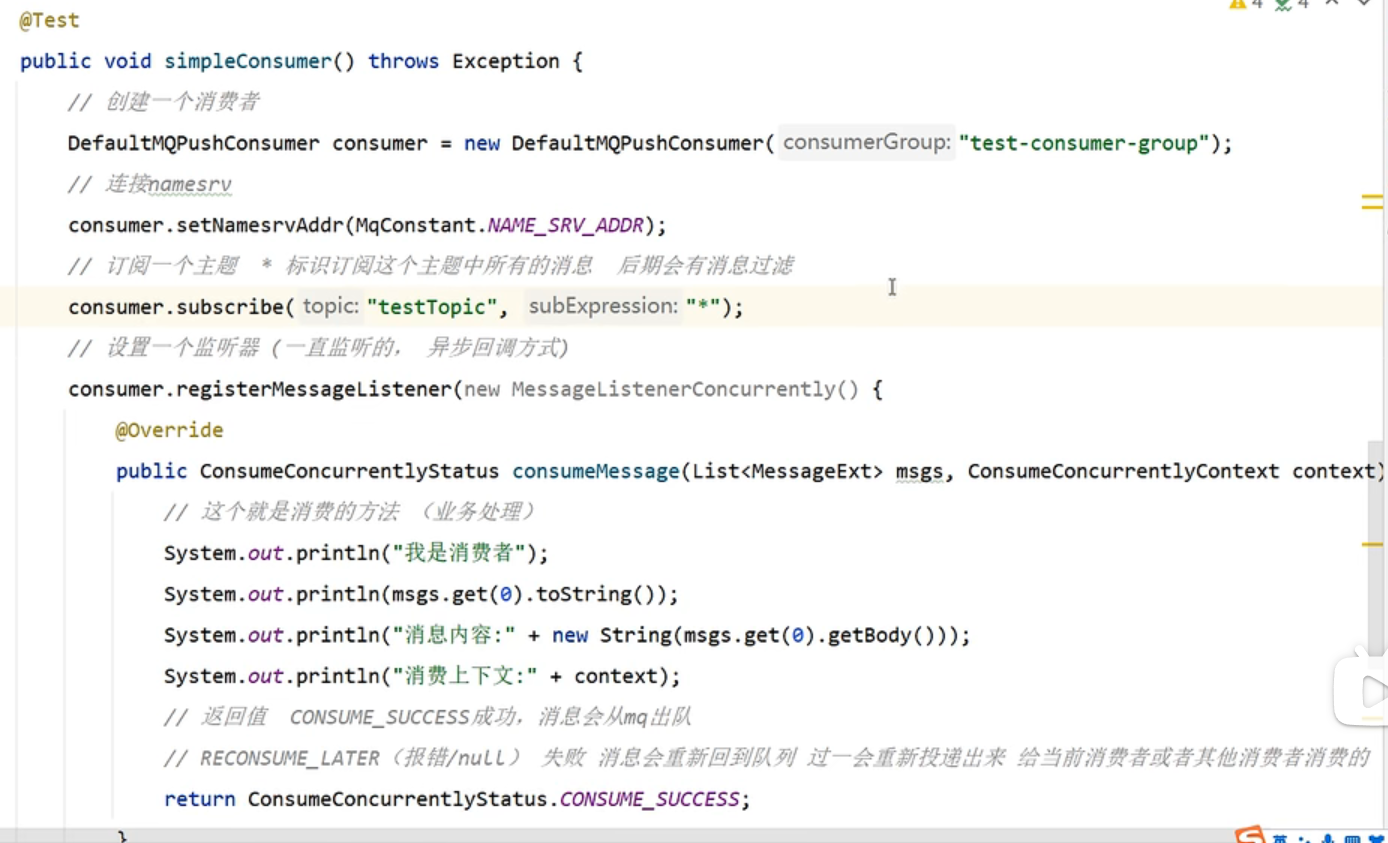 4 4
@Test
public void simpleConsumer() throws Exception {
// 创建一个消费者
DefaultMQPushConsumer consumer = new DefaultMQPushConsumer( consumerGroup: "test-consumer-group");
// 连接namesrv
consumer.setNamesrvAddr(MqConstant.NAME_SRV_ADDR);
// 订阅一个主题 * 标识订阅这个主题中所有的消息 后期会有消息过滤
consumer.subscribe( topic: "testTopic", subExpression: "*");
// 设置一个监听器 (一直监听的, 异步回调方式)
consumer.registerMessageListener(new MessageListenerConcurrently() {
@Override
public ConsumeConcurrentlyStatus consumeMessage(List<MessageExt> msgs, ConsumeConcurrentlyContext context)
// 这个就是消费的方法 （业务处理）
System.out.println("我是消费者");
System.out.println(msgs.get(0).toString());
System.out.println("消息内容:" + new String(msgs.get(0).getBody()));
System.out.println("消费上下文:" + context);
// 返回值 CONSUME_SUCCESS成功，消息会从mq出队
// RECONSUME_LATER（报错/null） 失败 消息会重新回到队列 过一会重新投递出来 给当前消费者或者其他消费者消费的
return ConsumeConcurrentlyStatus.CONSUME_SUCCESS;
}
英